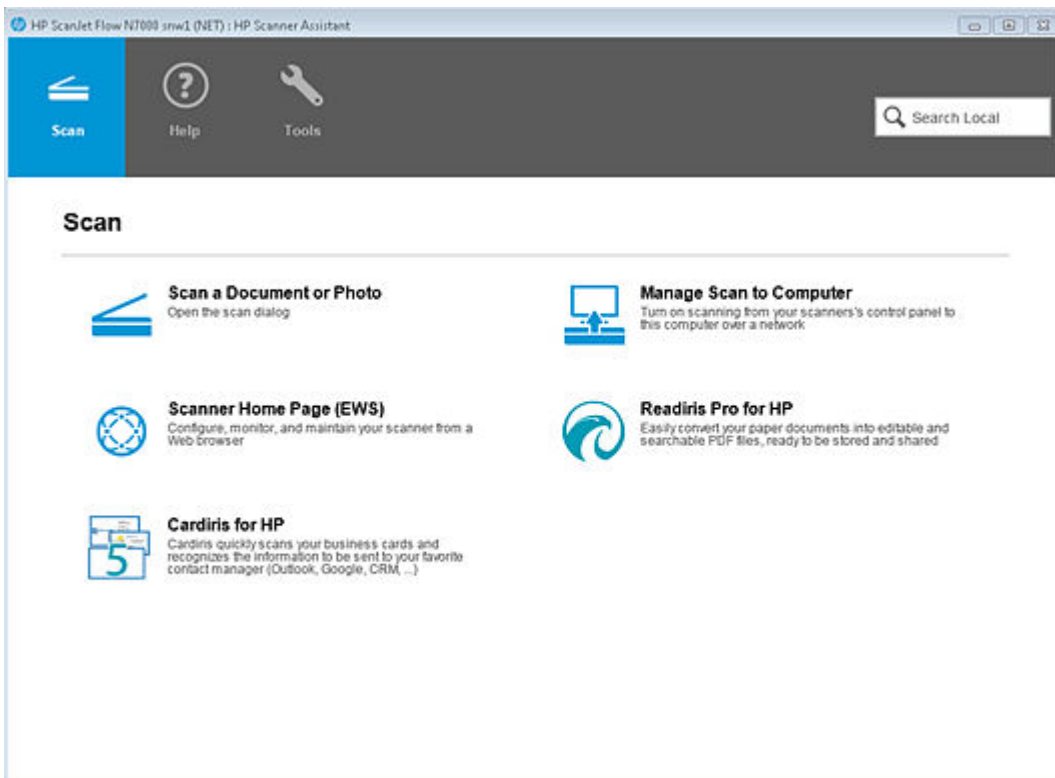 HP ScanJet Flow N7000 snw1 (NET) : HP Scanner Assistant
Scan
Help
Tools
Search Local
Scan
Scan a Document or Photo
Open the scan dialog
Manage Scan to Computer
Turn on scanning from your scanners's control panel to
this computer over a network
Scanner Home Page (EWS)
Configure, monitor, and maintain your scanner from a
Web browser
Readiris Pro for HP
Easily convert your paper documents into editable and
searchable PDF files, ready to be stored and shared
5
Cardiris for HP
Cardiris quickly scans your business cards and
recognizes the information to be sent to your favorite
contact manager (Outlook, Google, CRM, ...)